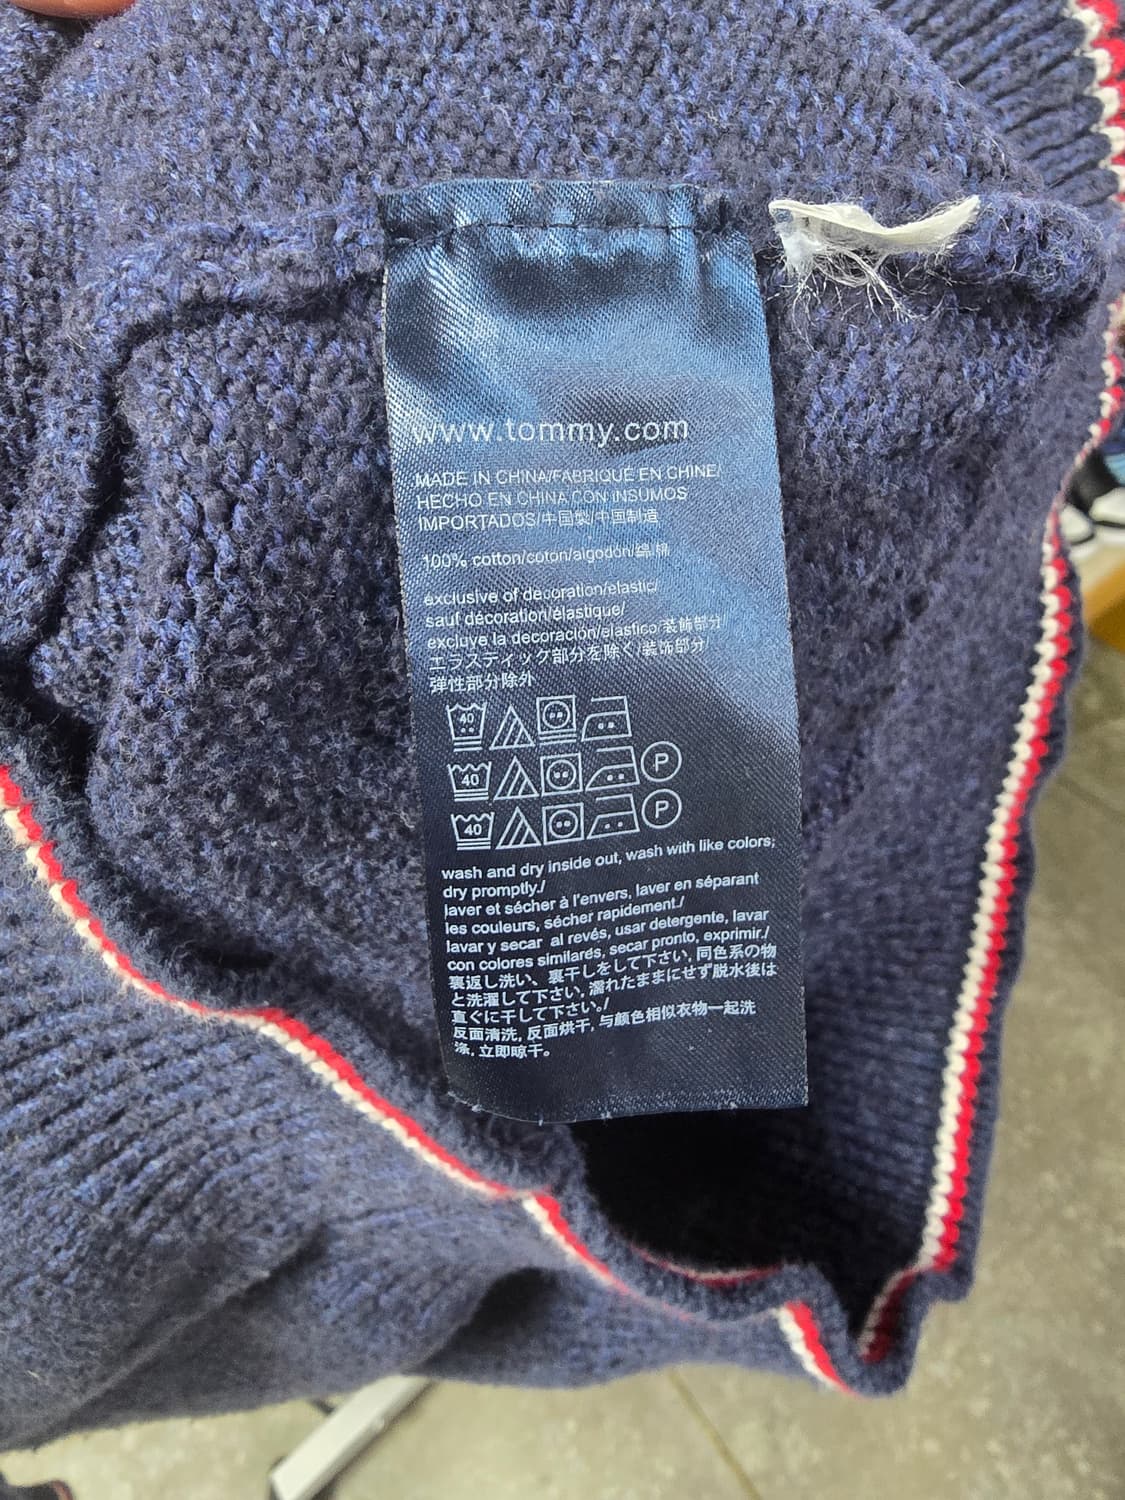 www.tommy.com
MADE IN CHINA/FABRIQUÉ EN CHINE/
HECHO EN CHINA CON INSUMOS
IMPORTADOS/中国製/中国制造
100% cotton/coton/algodón/綿/棉
exclusive of decoration/elastic/
sauf décoration/élastique/
excluye la decoración/elastico/装飾部分/
エラスティック部分を除く/装饰部分/
弹性部分除外
40
40 P
40 P
wash and dry inside out, wash with like colors;
dry promptly./
laver et sécher à l'envers, laver en séparant
les couleurs, sécher rapidement./
lavar y secar al revés, usar detergente, lavar
con colores similares, secar pronto, exprimir./
裏返し洗い、裏干しをして下さい, 同色系の物
と洗濯して下さい, 濡れたままにせず脱水後は
直ぐに干して下さい。/
反面清洗, 反面烘干, 与颜色相似衣物一起洗
涤, 立即晾干。